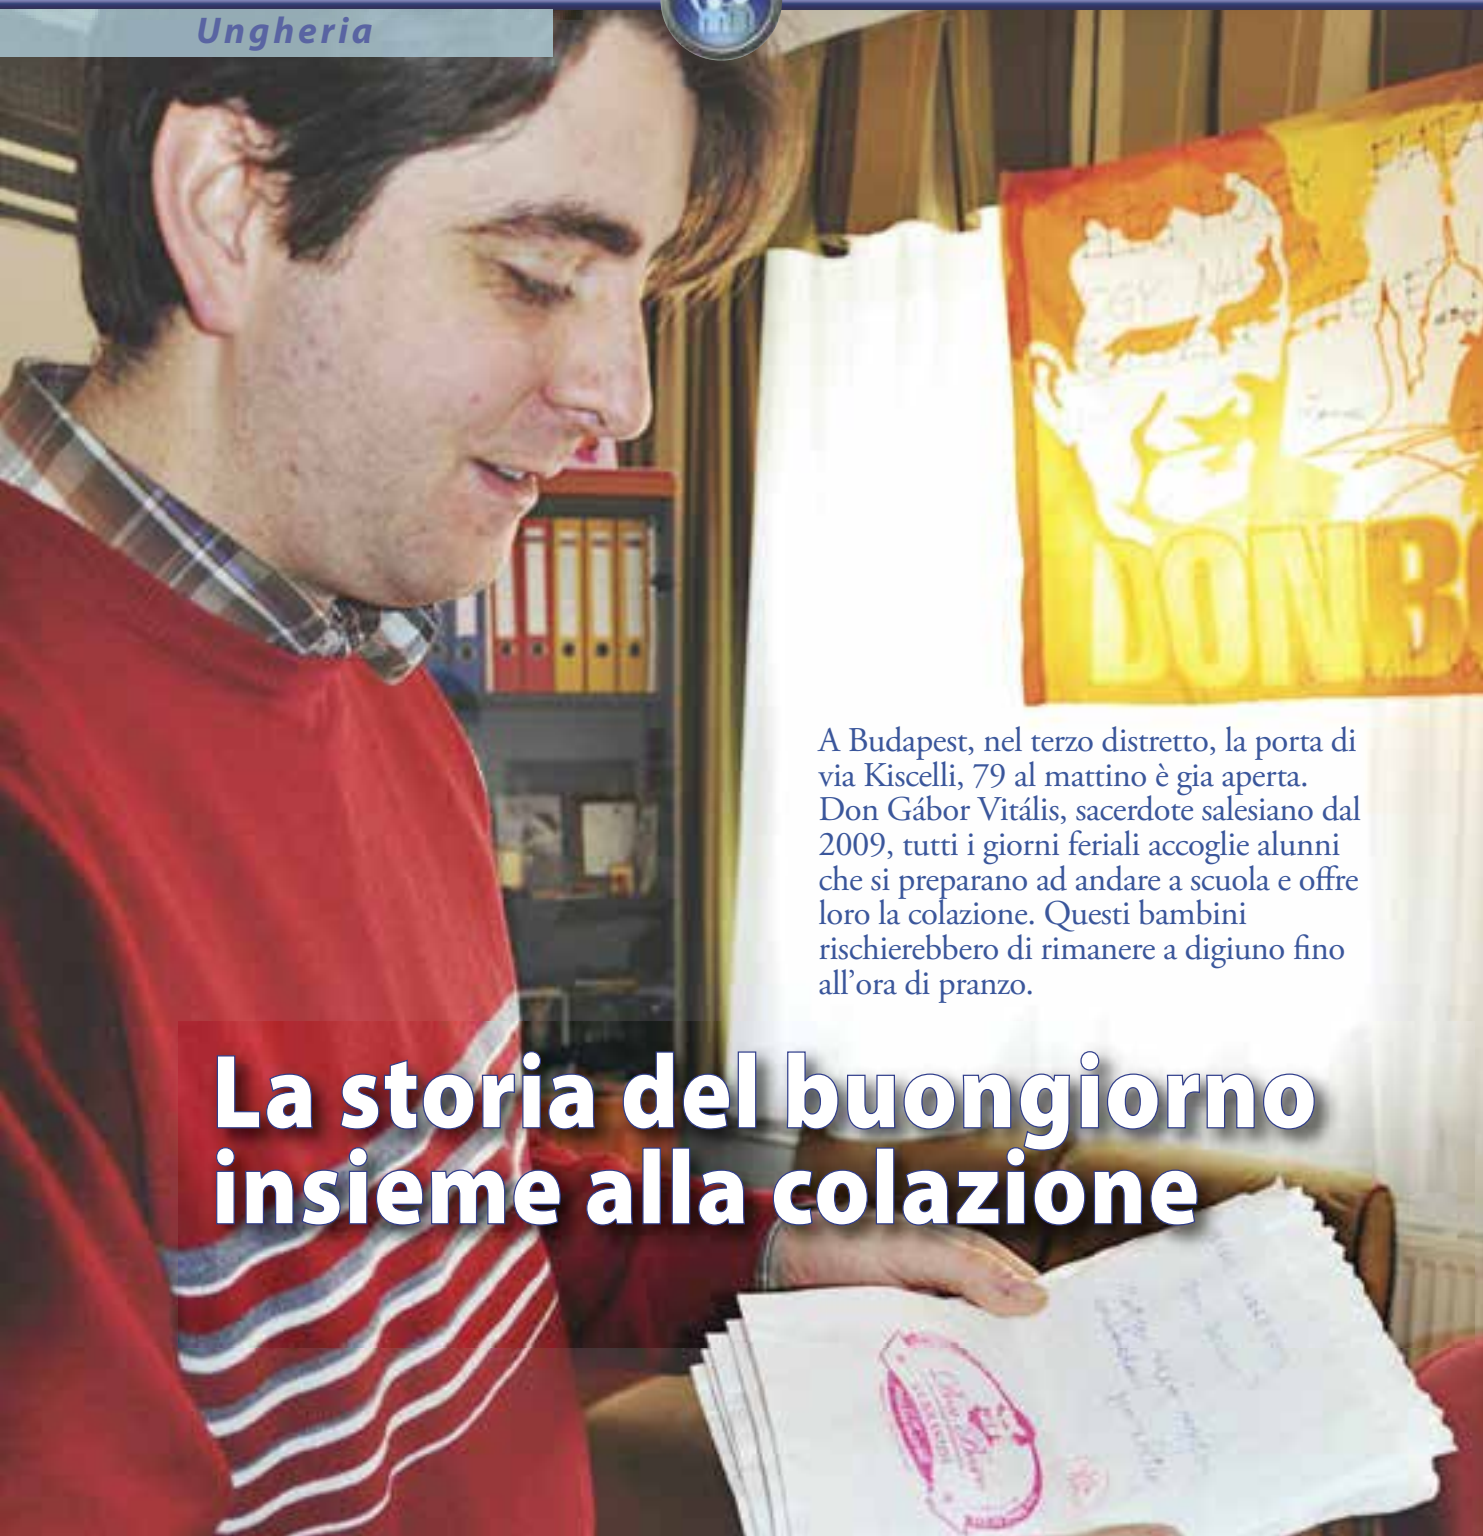 Ungheria
DON
A Budapest, nel terzo distretto, la porta di
via Kiscelli, 79 al mattino è gia aperta.
Don Gábor Vitális, sacerdote salesiano dal
2009, tutti i giorni feriali accoglie alunni
che si preparano ad andare a scuola e offre
loro la colazione. Questi bambini
rischierebbero di rimanere a digiuno fino
all’ora di pranzo.
La storia del buongiorno
insieme alla colazione